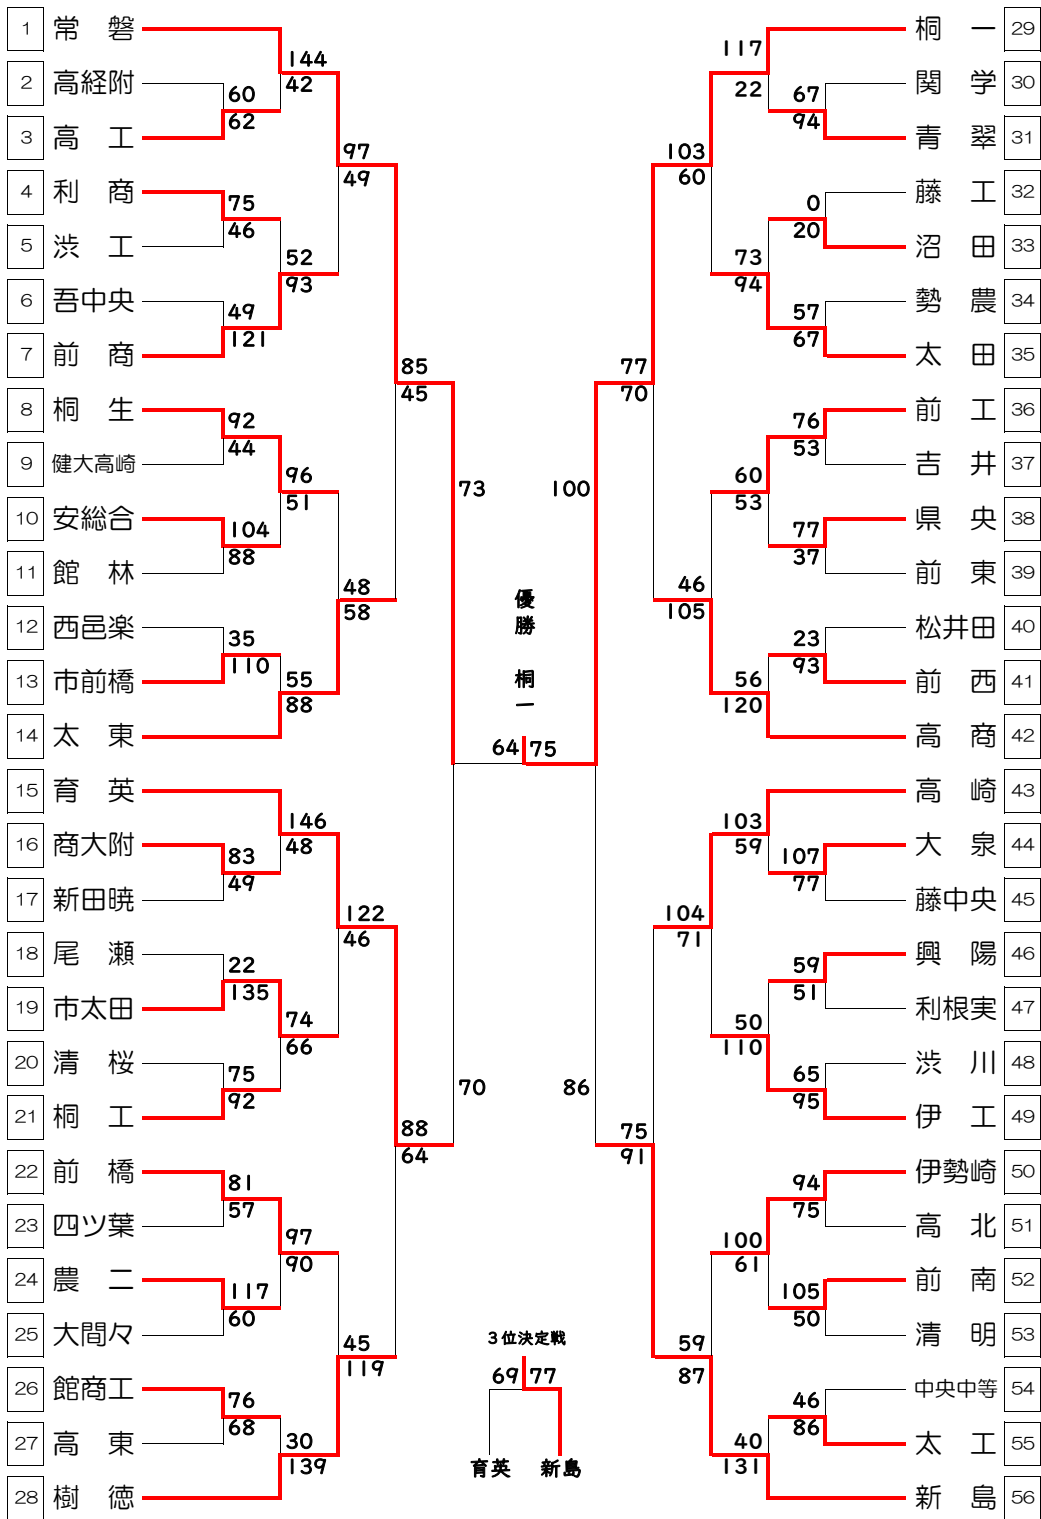 1 常磐
2 高経附
3 高工
4 利商
5 渋工
6 吾中央
7 前商
8 桐生
9 健大高崎
10 安総合
11 館林
12 西邑楽
13 市前橋
14 太東
15 育英
16 商大附
17 新田暁
18 尾瀬
19 市太田
20 清桜
21 桐工
22 前橋
23 四ツ葉
24 農二
25 大間々
26 館商工
27 高東
28 樹徳
60
62
75
46
49
121
92
44
104
88
35
110
83
49
22
135
75
92
81
57
117
60
76
68
144
42
52
93
96
51
55
88
146
48
74
66
97
90
30
139
97
49
48
58
122
46
45
119
85
45
88
64
73
70
優勝 桐一
64 75
3位決定戦
69 77
育英 新島
100
86
77
70
75
91
103
60
46
105
104
71
59
87
117
22
73
94
60
53
56
120
103
59
50
110
100
61
40
131
67
94
0
20
57
67
76
53
77
37
23
93
107
77
59
51
65
95
94
75
105
50
46
86
桐一 29
関学 30
青翠 31
藤工 32
沼田 33
勢農 34
太田 35
前工 36
吉井 37
県央 38
前東 39
松井田 40
前西 41
高商 42
高崎 43
大泉 44
藤中央 45
興陽 46
利根実 47
渋川 48
伊工 49
伊勢崎 50
高北 51
前南 52
清明 53
中央中等 54
太工 55
新島 56